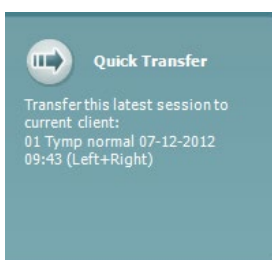 Quick Transfer
Transfer this latest session to
current client:
01 Tymp normal 07-12-2012
09:43 (Left+Right)